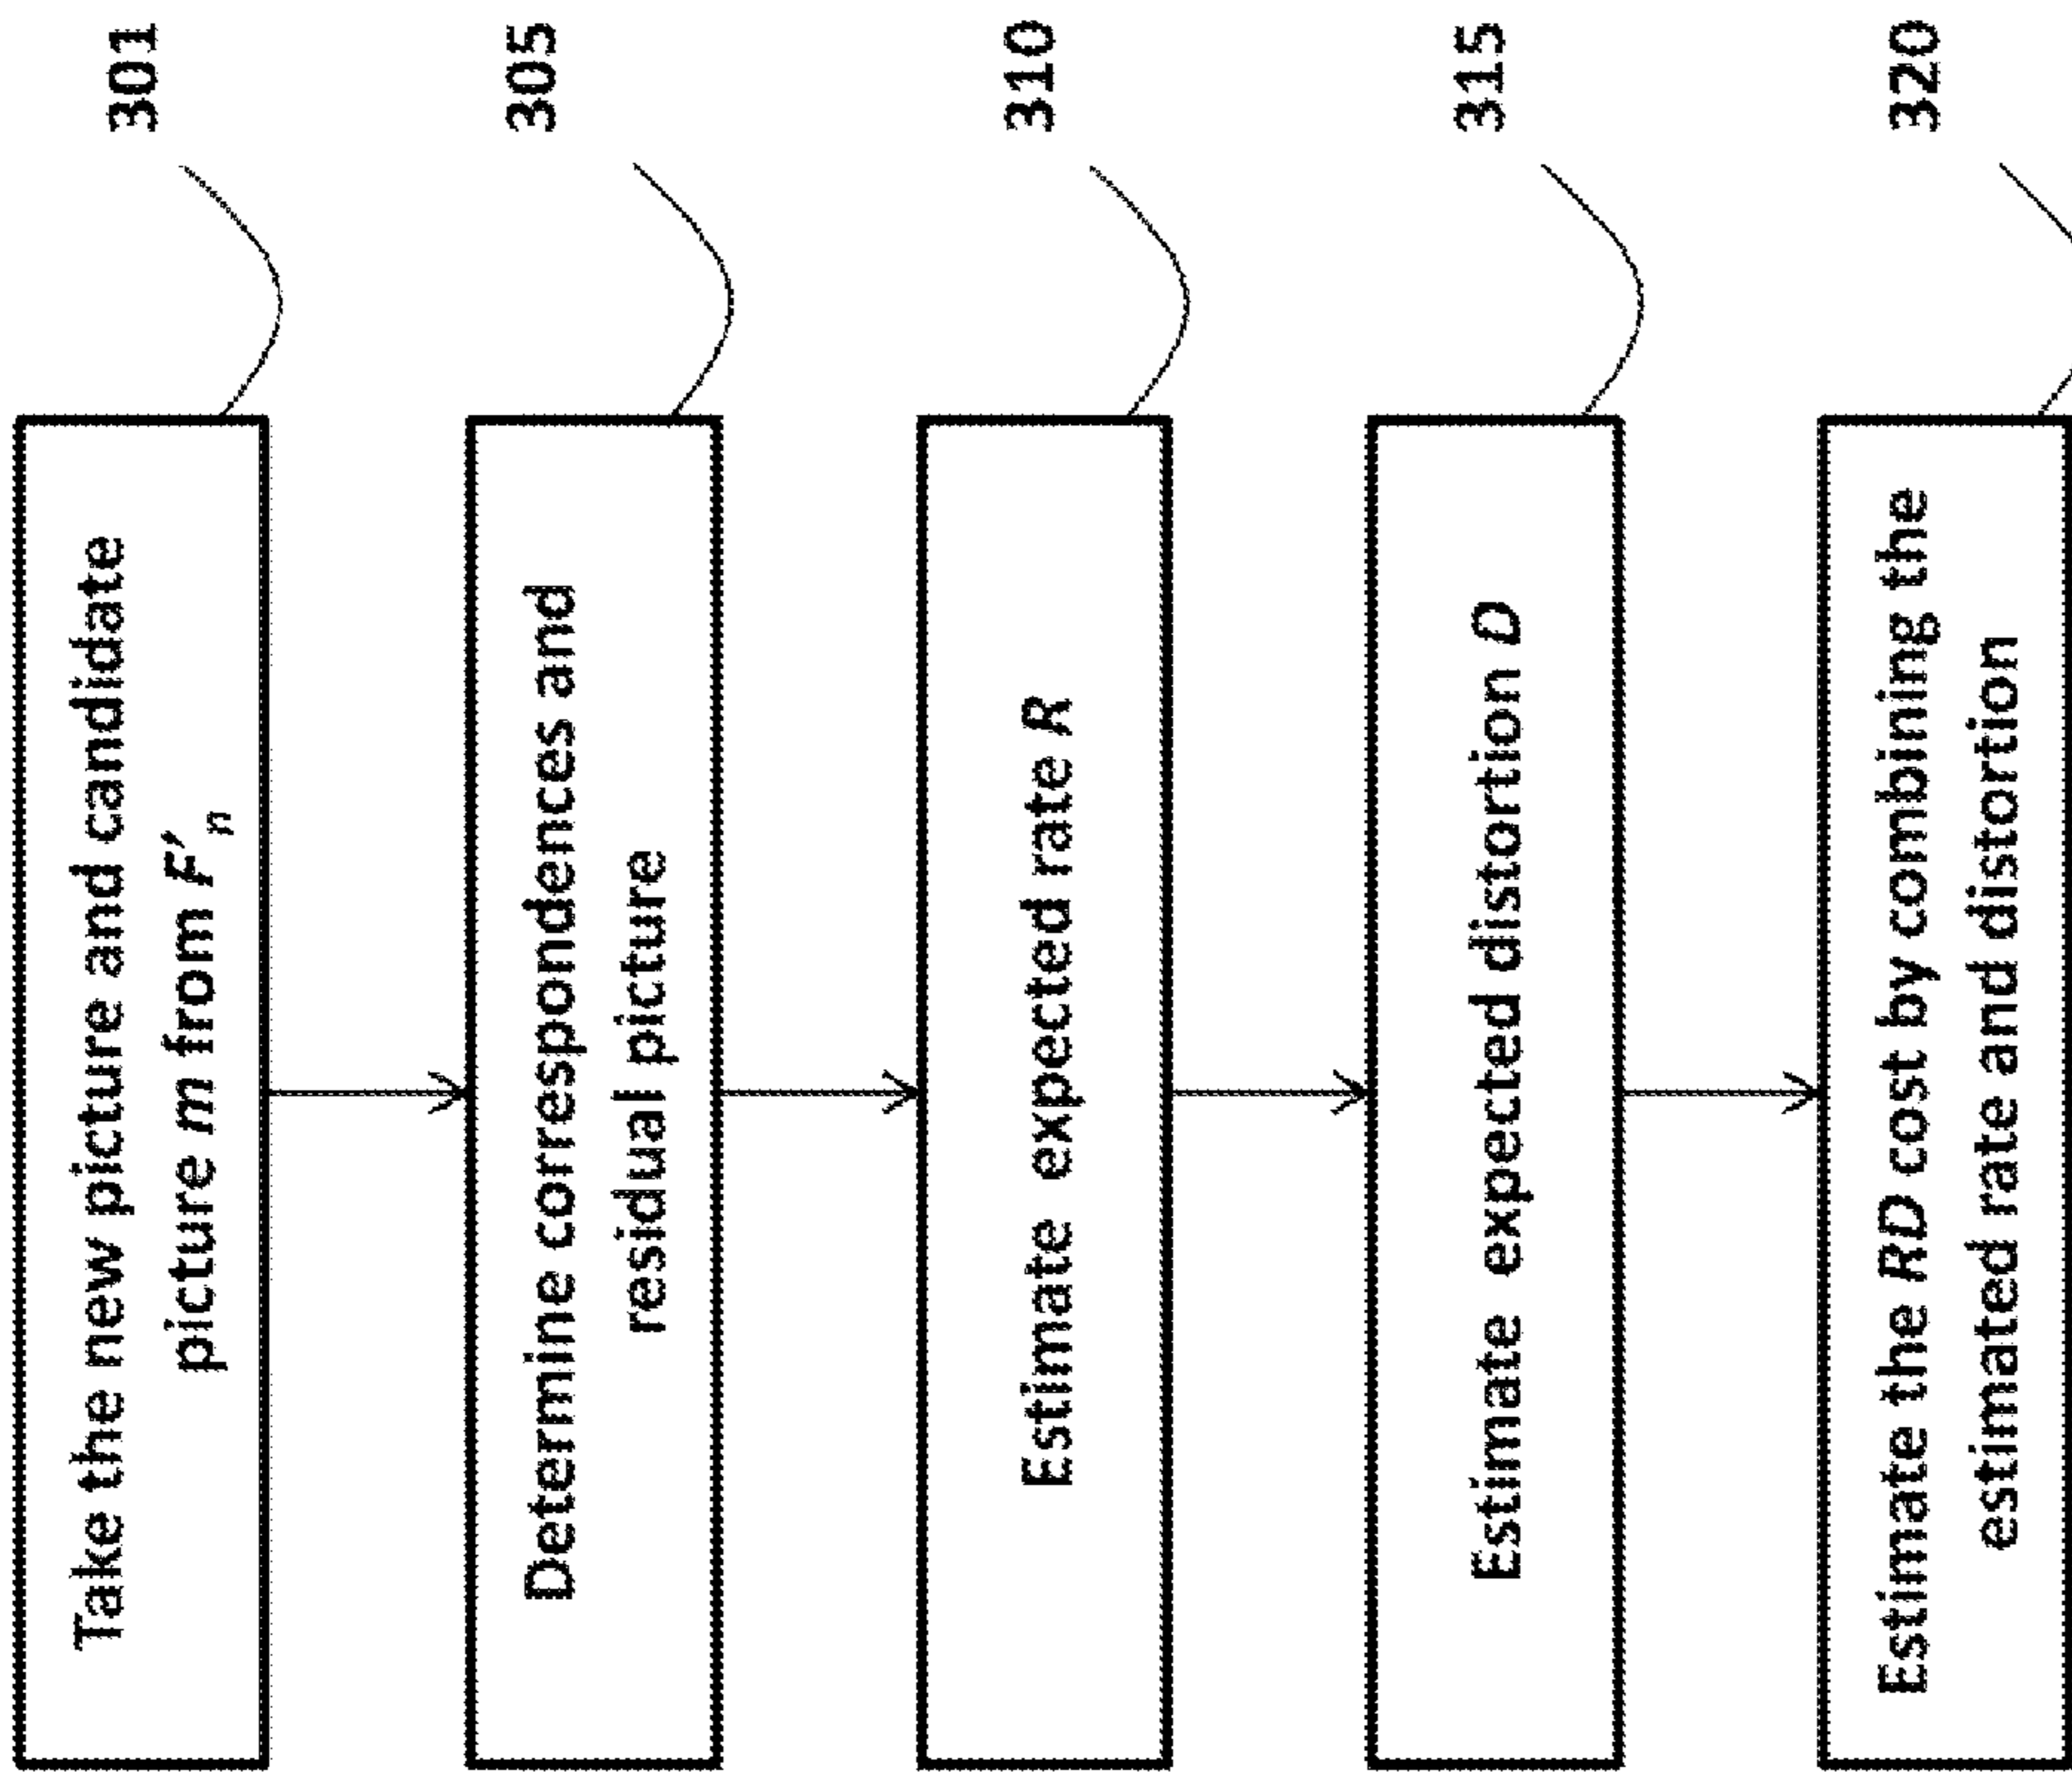 Take the new picture and candidate
picture m from F'n
301
Determine correspondences and
residual picture
305
Estimate expected rate R
310
Estimate expected distortion D
315
Estimate the RD cost by combining the
estimated rate and distortion
320